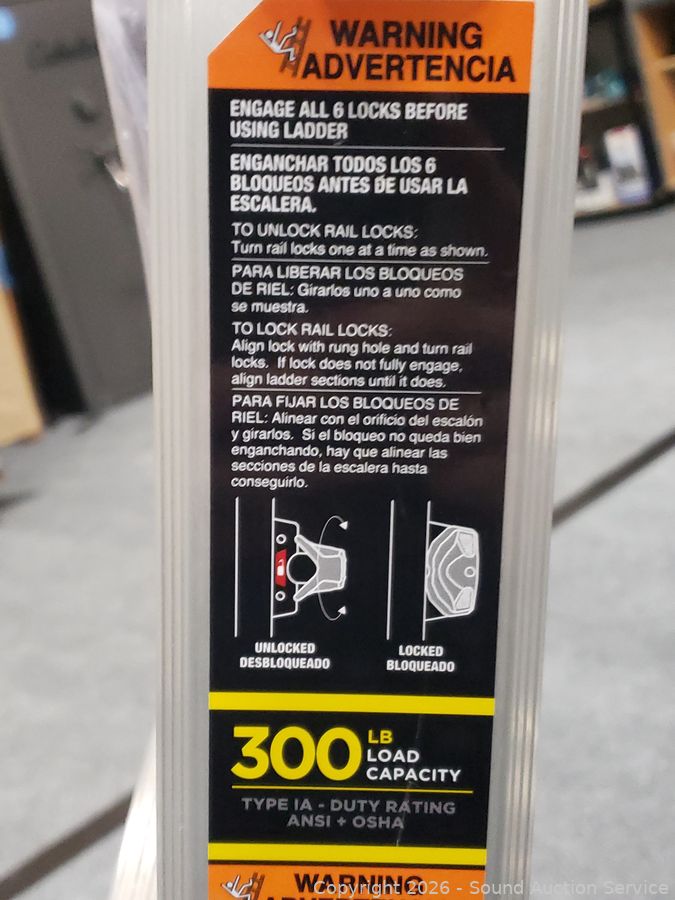 WARNING
ADVERTENCIA
ENGAGE ALL 6 LOCKS BEFORE
USING LADDER
ENGANCHAR TODOS LOS 6
BLOQUEOS ANTES DE USAR LA
ESCALERA.
TO UNLOCK RAIL LOCKS:
Turn rail locks one at a time as shown.
PARA LIBERAR LOS BLOQUEOS
DE RIEL: Girarlos uno a uno como
se muestra.
TO LOCK RAIL LOCKS:
Align lock with rung hole and turn rail
locks. If lock does not fully engage,
align ladder sections until it does.
PARA FIJAR LOS BLOQUEOS DE
RIEL: Alinear con el orificio del escalón
y girarlos. Si el bloqueo no queda bien
enganchando, hay que alinear las
secciones de la escalera hasta
conseguirlo.
UNLOCKED
DESBLOQUEADO
LOCKED
BLOQUEADO
300 LB
LOAD
CAPACITY
TYPE IA - DUTY RATING
ANSI + OSHA
WARNING
ADVERTENCIA
Copyright 2026 - Sound Auction Service